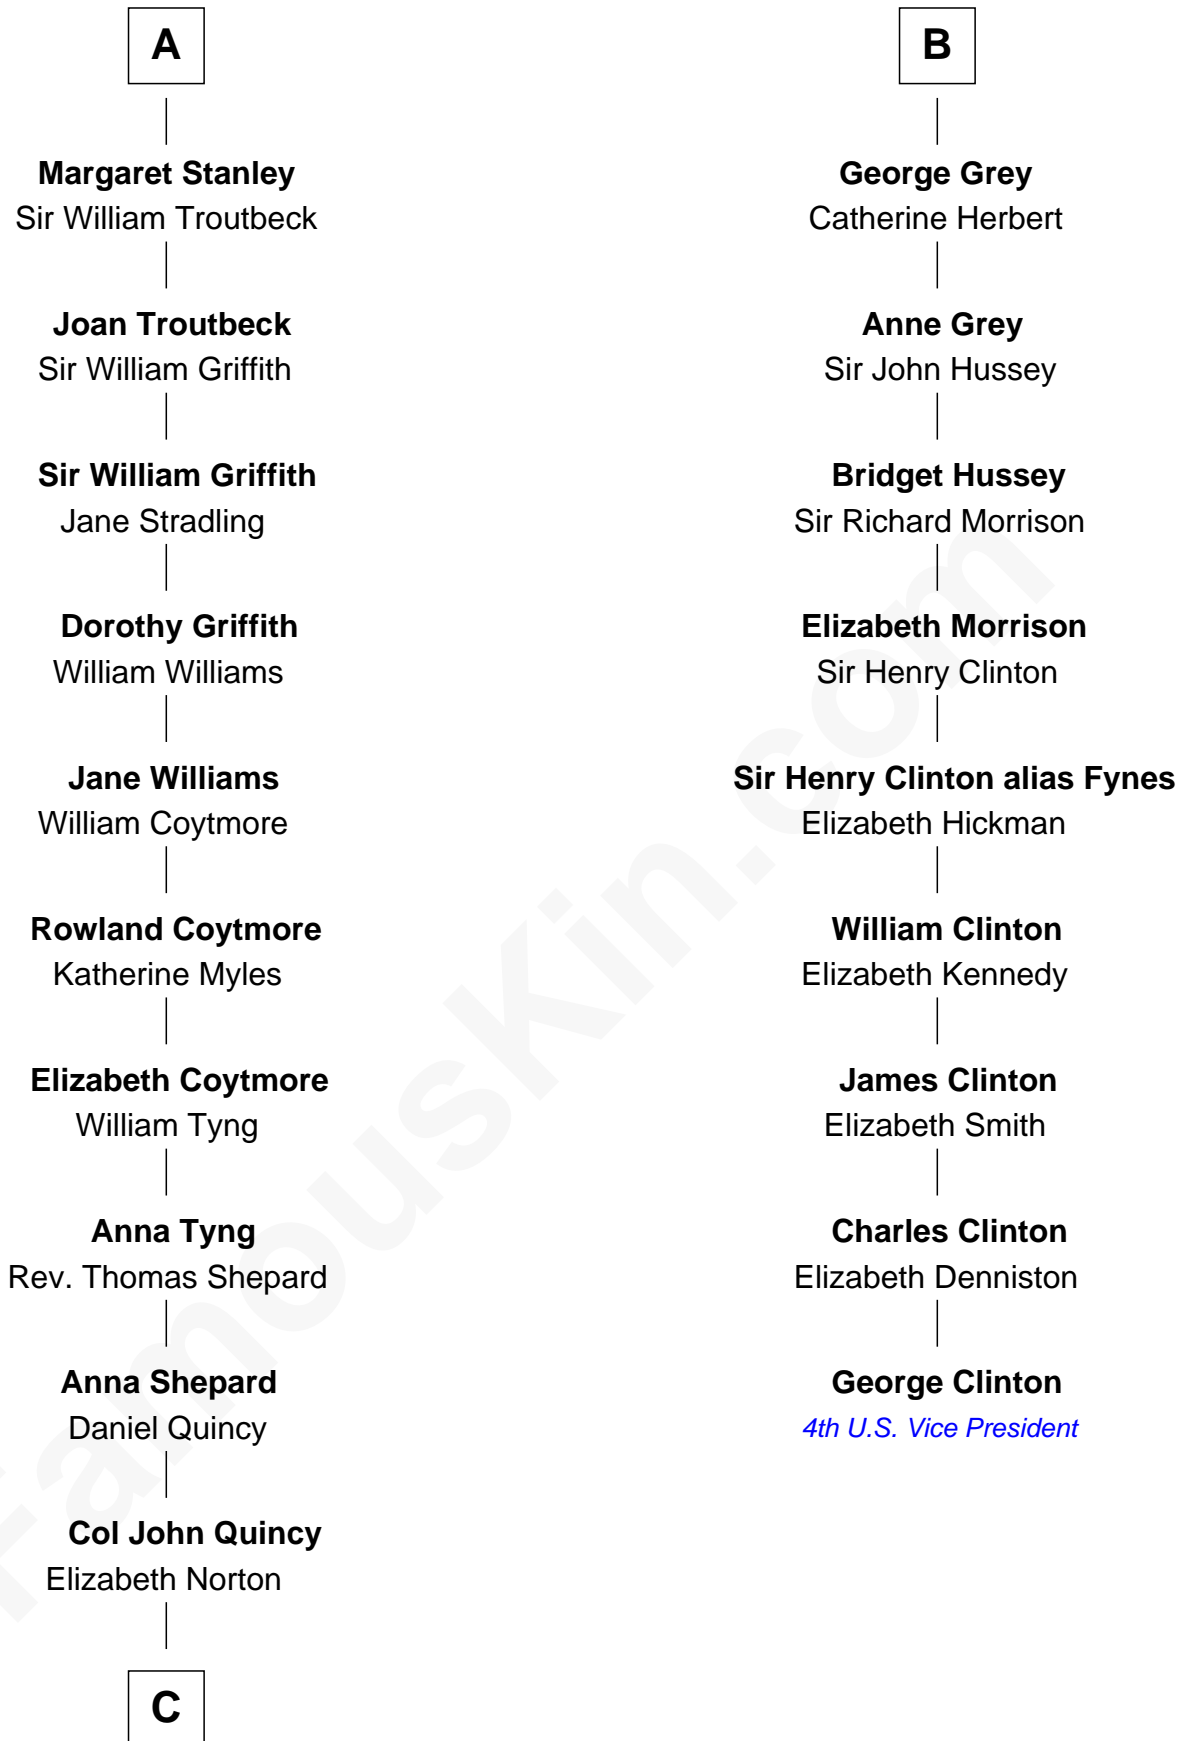 A
Margaret Stanley
Sir William Troutbeck
Joan Troutbeck
Sir William Griffith
Sir William Griffith
Jane Stradling
Dorothy Griffith
William Williams
Jane Williams
William Coytmore
Rowland Coytmore
Katherine Myles
Elizabeth Coytmore
William Tyng
Anna Tyng
Rev. Thomas Shepard
Anna Shepard
Daniel Quincy
Col John Quincy
Elizabeth Norton
C
B
George Grey
Catherine Herbert
Anne Grey
Sir John Hussey
Bridget Hussey
Sir Richard Morrison
Elizabeth Morrison
Sir Henry Clinton
Sir Henry Clinton alias Fynes
Elizabeth Hickman
William Clinton
Elizabeth Kennedy
James Clinton
Elizabeth Smith
Charles Clinton
Elizabeth Denniston
George Clinton
4th U.S. Vice President
FamousKin.com